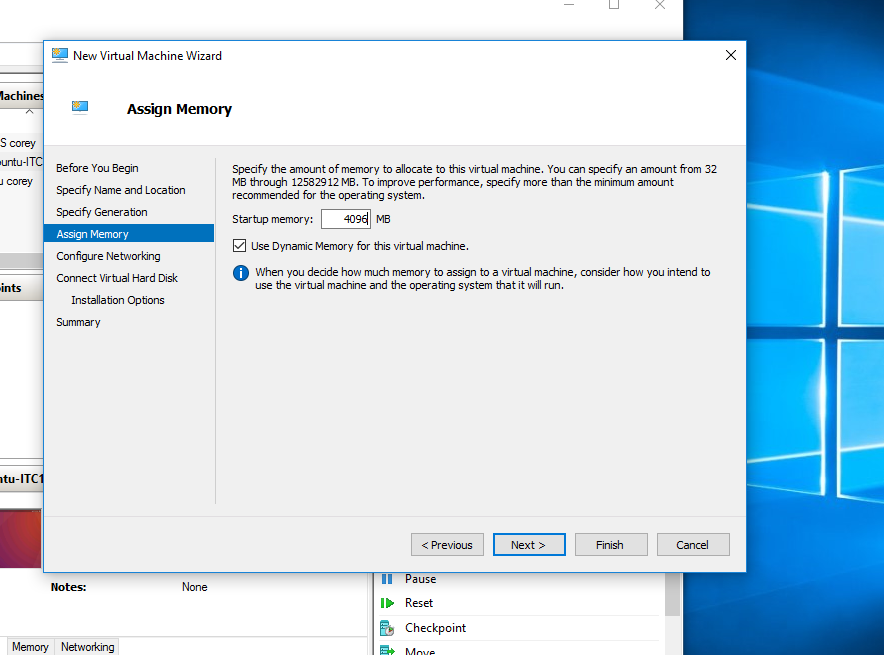 New Virtual Machine Wizard
Assign Memory
Machines
S corey
buntu-ITC
u corey
ints
ntu-ITC1
Before You Begin
Specify Name and Location
Specify Generation
Assign Memory
Configure Networking
Connect Virtual Hard Disk
Installation Options
Summary
Specify the amount of memory to allocate to this virtual machine. You can specify an amount from 32
MB through 12582912 MB. To improve performance, specify more than the minimum amount
recommended for the operating system.
Startup memory: 4096 MB
Use Dynamic Memory for this virtual machine.
When you decide how much memory to assign to a virtual machine, consider how you intend to
use the virtual machine and the operating system that it will run.
< Previous Next > Finish Cancel
Notes: None
Memory Networking
Pause
Reset
Checkpoint
Move